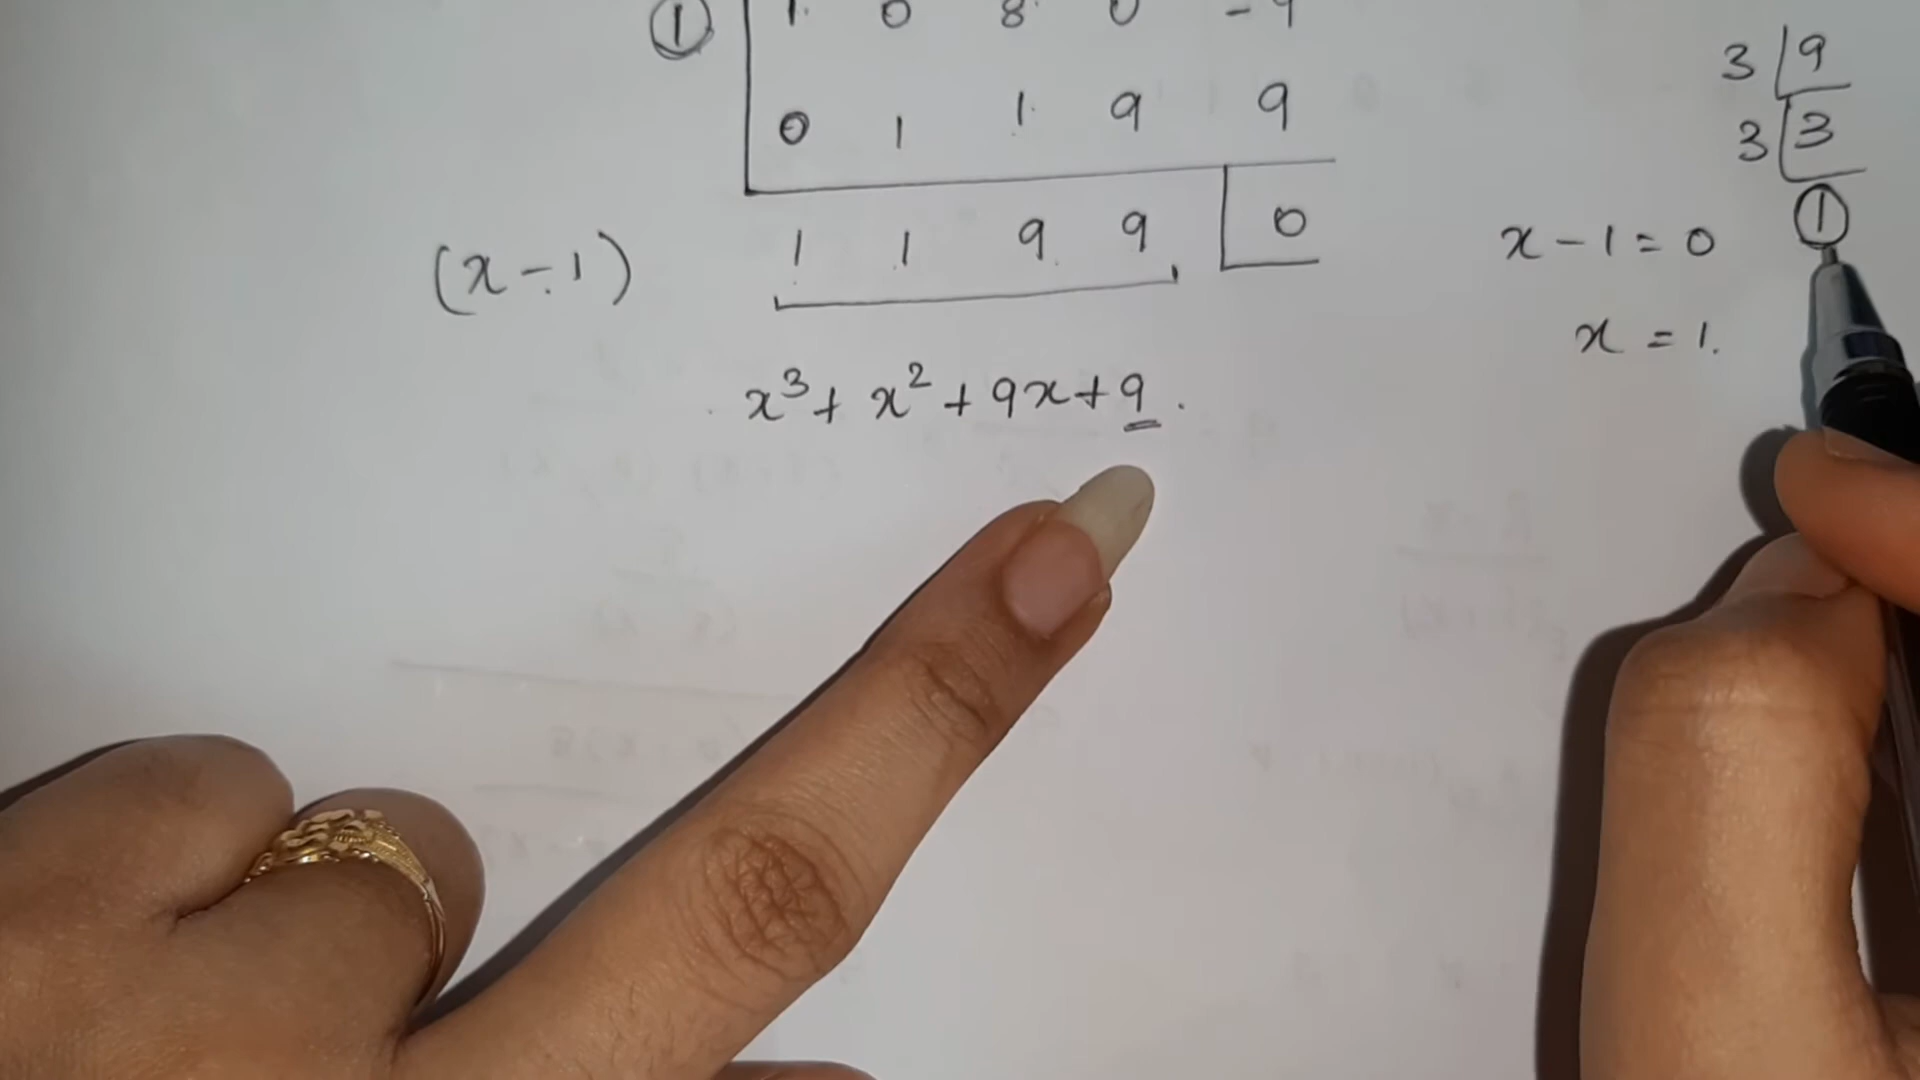 ① 1. 0 8. 0 -9
0 1 1. 9 9
(x-1) 1 1 9 9 0
x³+ x²+9x+9.
3 9
3 3
①
x-1=0
x = 1.